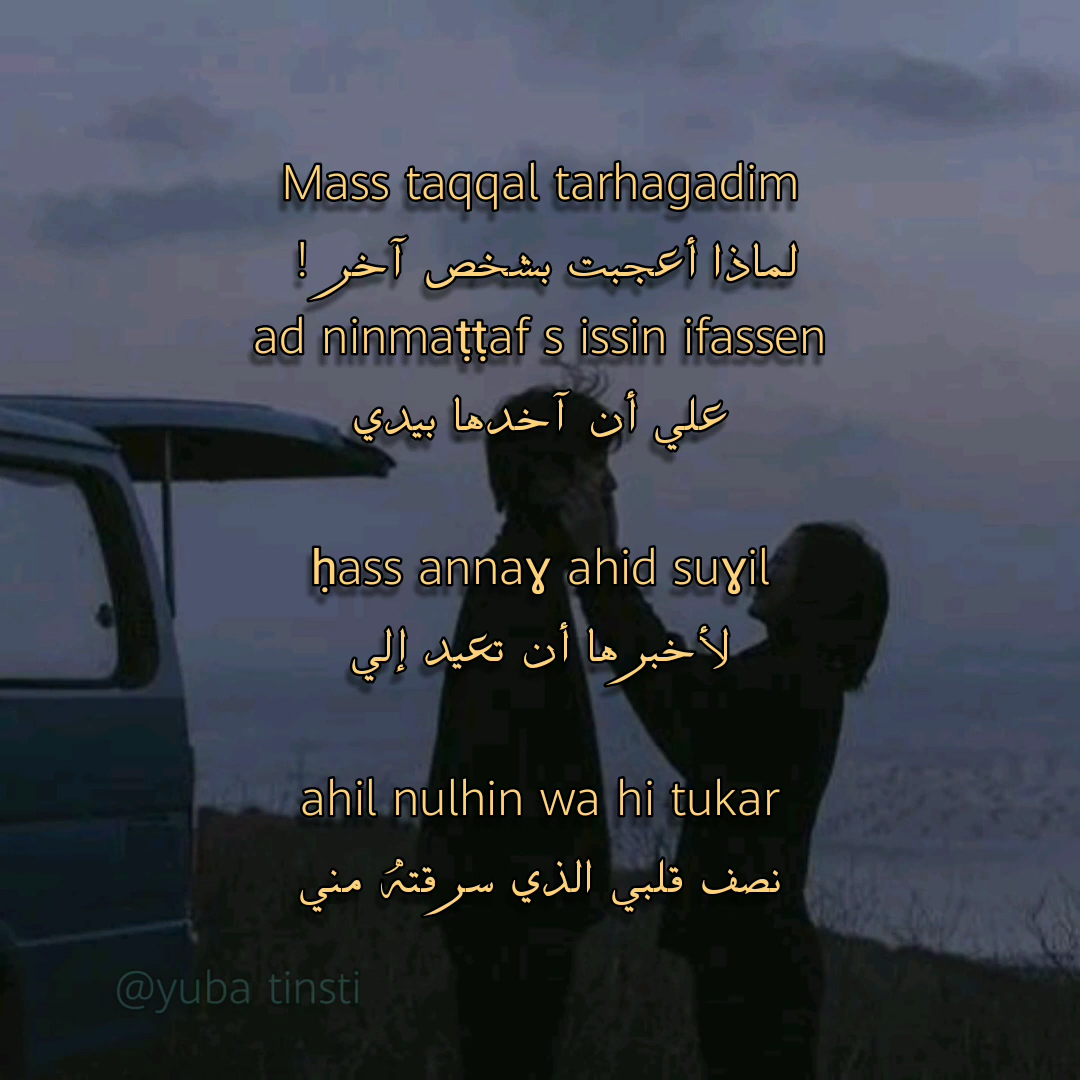 Mass taqqal tarhagadim
لماذا أعجبت بشخص آخر !
ad ninmaṭṭaf s issin ifassen
علي أن آخدها بيدي
ḥass annaɣ ahid suɣil
لأخبرها أن تعيد إلي
ahil nulhin wa hi tukar
نصف قلبي الذي سرقتهُ مني
@yuba tinsti